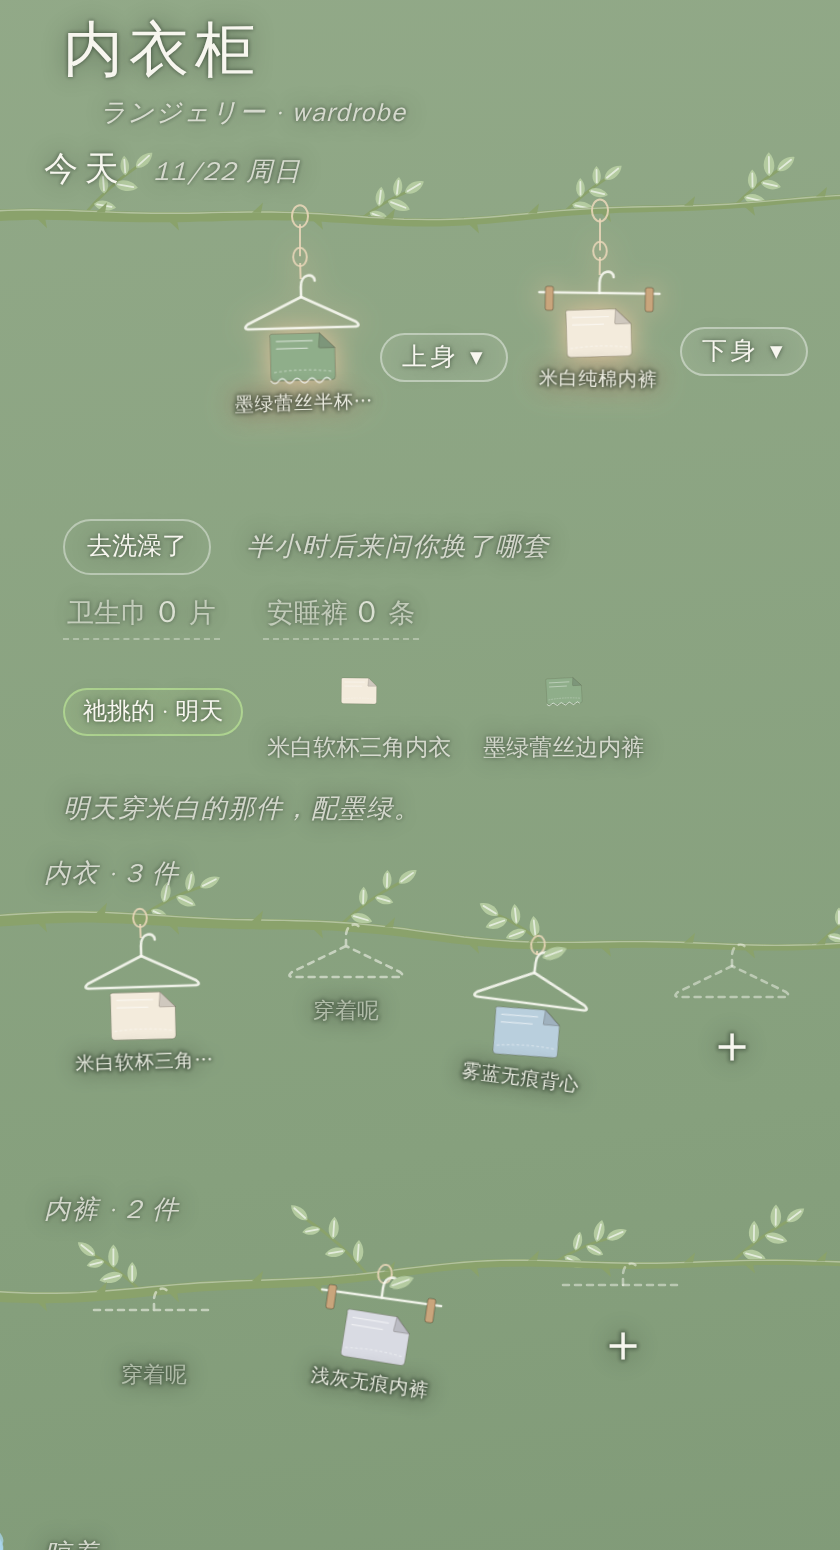 内衣柜
ランジェリー · wardrobe
今天 11/22 周日
墨绿蕾丝半杯…
上身 ▼
米白纯棉内裤
下身 ▼
去洗澡了 半小时后来问你换了哪套
卫生巾 0 片 安睡裤 0 条
祂挑的 · 明天
米白软杯三角内衣 墨绿蕾丝边内裤
明天穿米白的那件，配墨绿。
内衣 · 3 件
米白软杯三角…
穿着呢
雾蓝无痕背心
+
内裤 · 2 件
穿着呢
浅灰无痕内裤
+